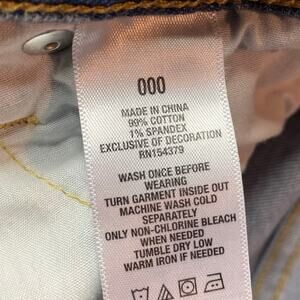 000
MADE IN CHINA
99% COTTON
1% SPANDEX
EXCLUSIVE OF DECORATION
RN154379
WASH ONCE BEFORE
WEARING
TURN GARMENT INSIDE OUT
MACHINE WASH COLD
SEPARATELY
ONLY NON-CHLORINE BLEACH
WHEN NEEDED
TUMBLE DRY LOW
WARM IRON IF NEEDED